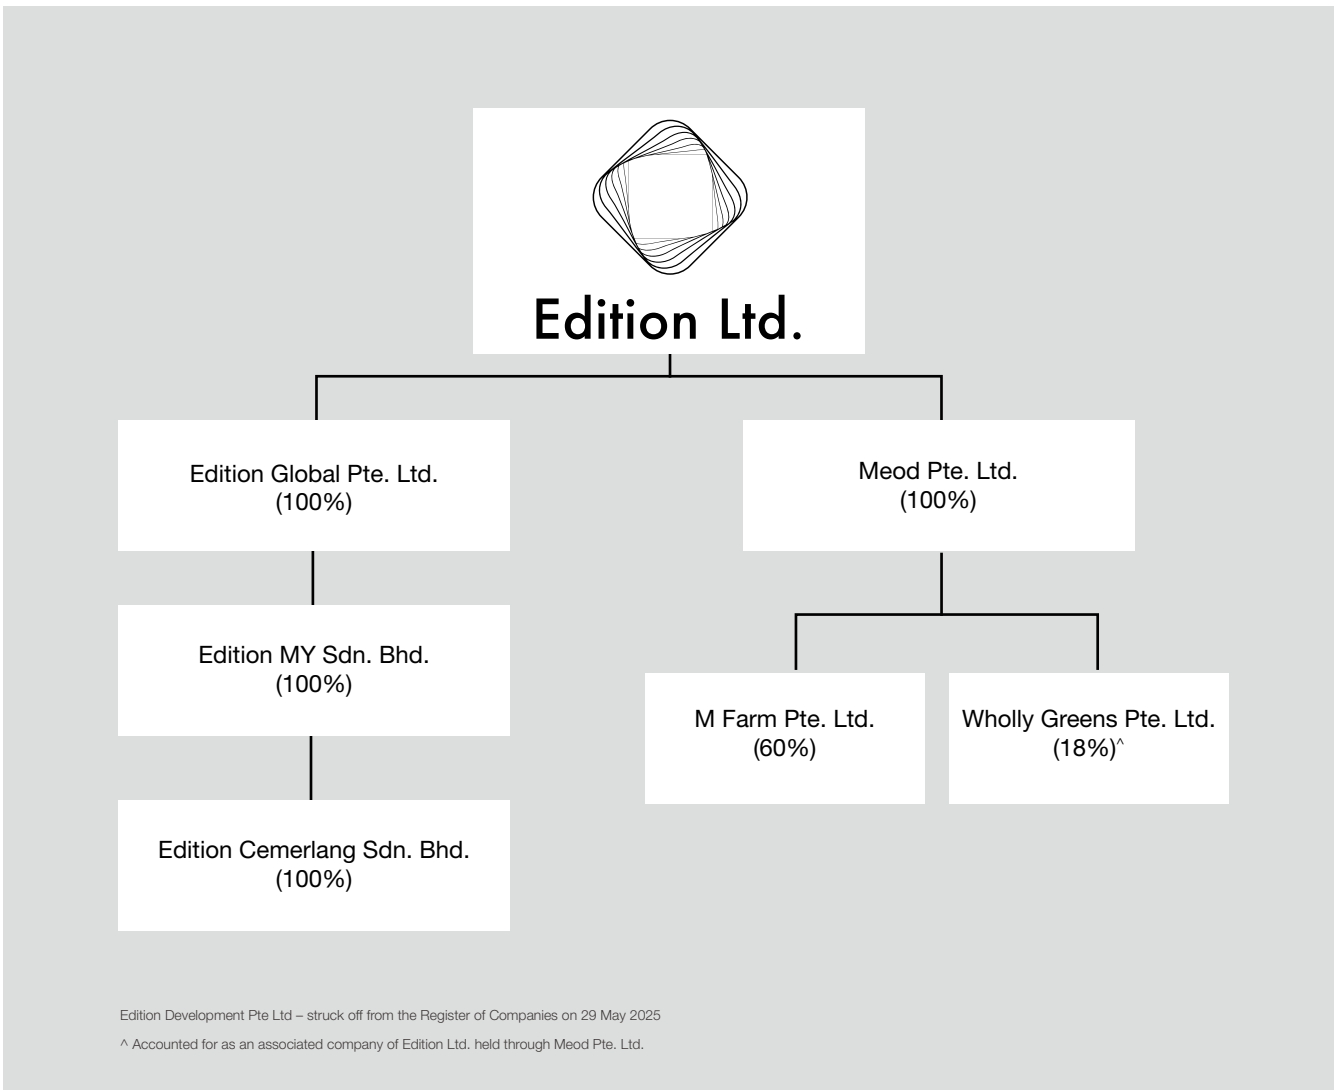 Edition Ltd.
Edition Global Pte. Ltd.
(100%)
Meod Pte. Ltd.
(100%)
Edition MY Sdn. Bhd.
(100%)
M Farm Pte. Ltd.
(60%)
Wholly Greens Pte. Ltd.
(18%)^
Edition Cemerlang Sdn. Bhd.
(100%)
Edition Development Pte Ltd – struck off from the Register of Companies on 29 May 2025
^ Accounted for as an associated company of Edition Ltd. held through Meod Pte. Ltd.